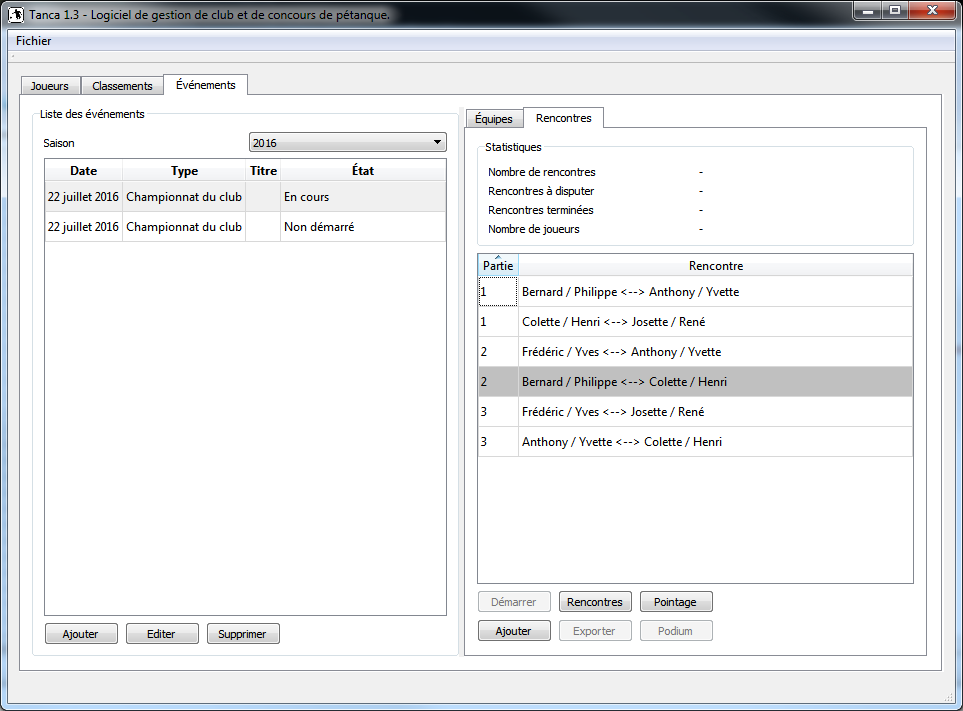 Tanca 1.3 - Logiciel de gestion de club et de concours de pétanque.
Fichier
Joueurs Classements Événements
Liste des événements
Saison 2016
Date Type Titre État
22 juillet 2016 Championnat du club En cours
22 juillet 2016 Championnat du club Non démarré
Ajouter Editer Supprimer
Équipes Rencontres
Statistiques
Nombre de rencontres -
Rencontres à disputer -
Rencontres terminées -
Nombre de joueurs -
Partie Rencontre
1 Bernard / Philippe <--> Anthony / Yvette
1 Colette / Henri <--> Josette / René
2 Frédéric / Yves <--> Anthony / Yvette
2 Bernard / Philippe <--> Colette / Henri
3 Frédéric / Yves <--> Josette / René
3 Anthony / Yvette <--> Colette / Henri
Démarrer Rencontres Pointage
Ajouter Exporter Podium